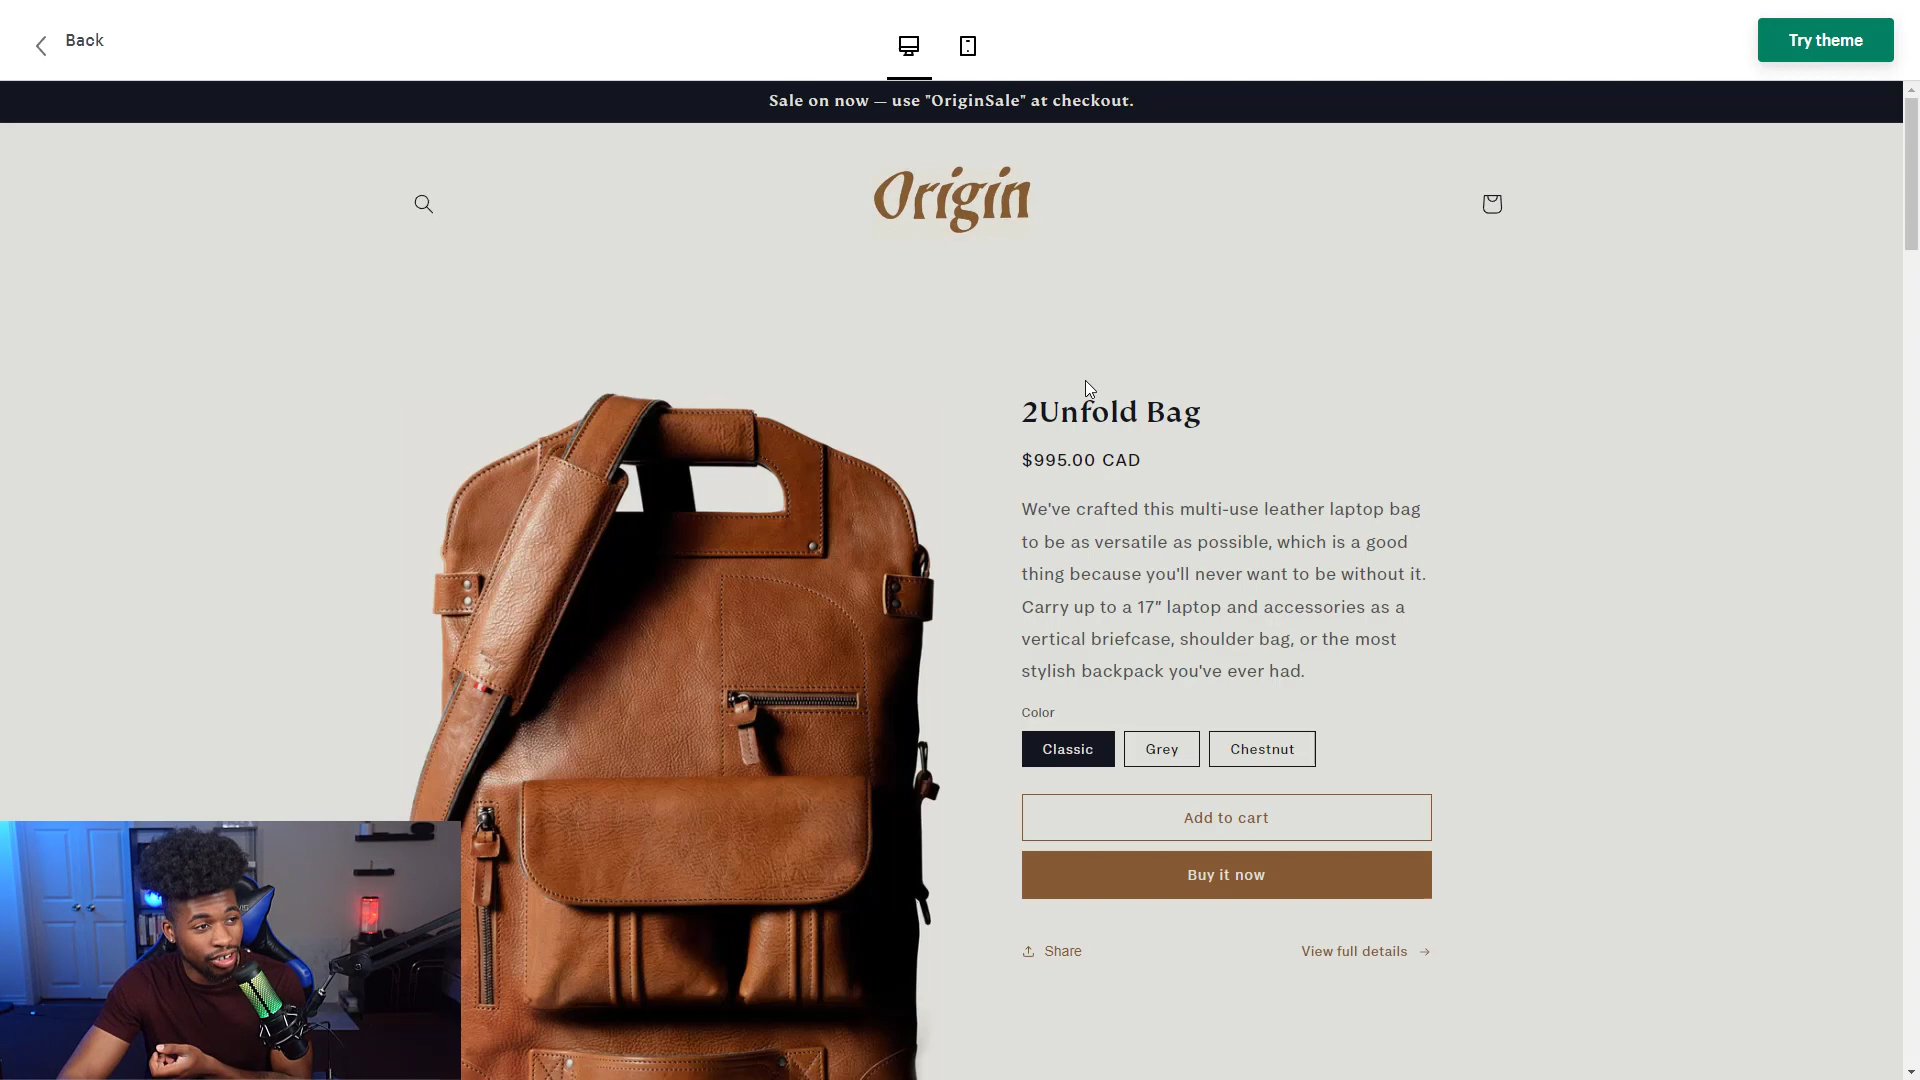 Back
Try theme
Sale on now — use "OriginSale" at checkout.
Origin
2Unfold Bag
$995.00 CAD
We've crafted this multi-use leather laptop bag
to be as versatile as possible, which is a good
thing because you'll never want to be without it.
Carry up to a 17″ laptop and accessories as a
vertical briefcase, shoulder bag, or the most
stylish backpack you've ever had.
Color
Classic
Grey
Chestnut
Add to cart
Buy it now
Share
View full details